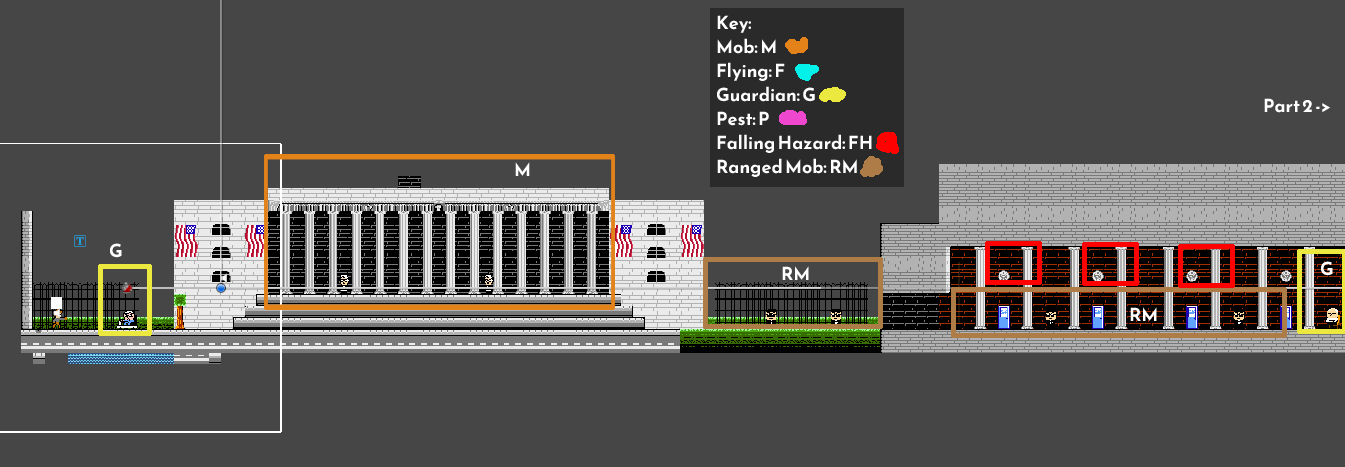 Key:
Mob: M
Flying: F
Guardian: G
Pest: P
Falling Hazard: FH
Ranged Mob: RM
Part 2 ->
M
T
G
RM
G
RM